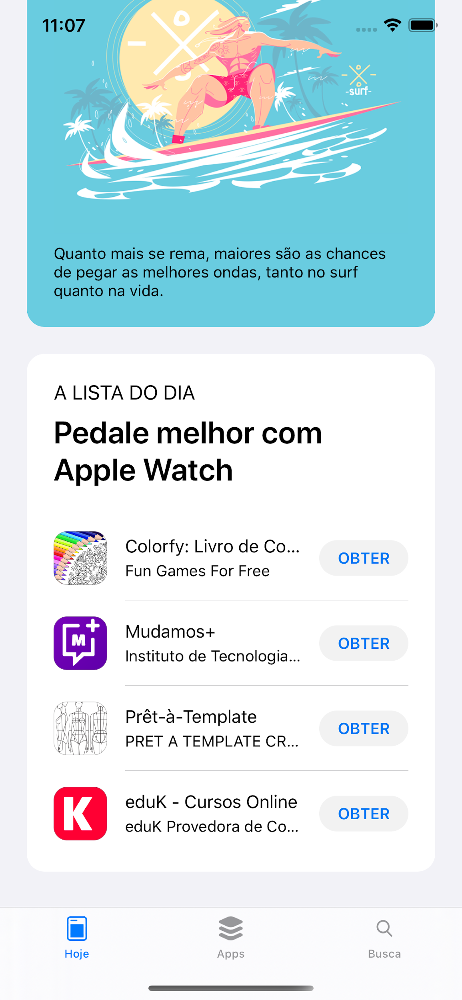 11:07
-surf-
Quanto mais se rema, maiores são as chances
de pegar as melhores ondas, tanto no surf
quanto na vida.
A LISTA DO DIA
Pedale melhor com
Apple Watch
Colorfy: Livro de Co...
Fun Games For Free
OBTER
M
Mudamos+
Instituto de Tecnologia...
OBTER
Prêt-à-Template
PRET A TEMPLATE CR...
OBTER
K
eduK - Cursos Online
eduK Provedora de Co...
OBTER
Hoje
Apps
Busca